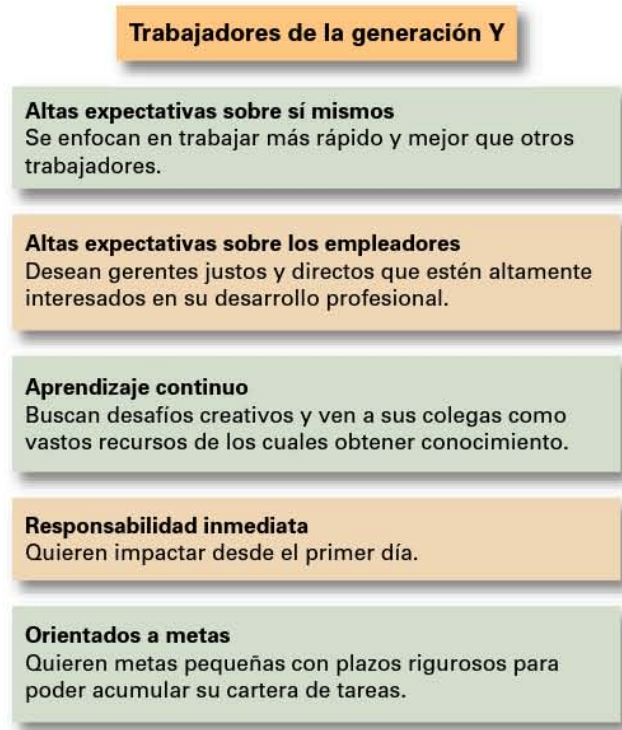 Trabajadores de la generación Y
Altas expectativas sobre sí mismos
Se enfocan en trabajar más rápido y mejor que otros
trabajadores.
Altas expectativas sobre los empleadores
Desean gerentes justos y directos que estén altamente
interesados en su desarrollo profesional.
Aprendizaje continuo
Buscan desafíos creativos y ven a sus colegas como
vastos recursos de los cuales obtener conocimiento.
Responsabilidad inmediata
Quieren impactar desde el primer día.
Orientados a metas
Quieren metas pequeñas con plazos rigurosos para
poder acumular su cartera de tareas.